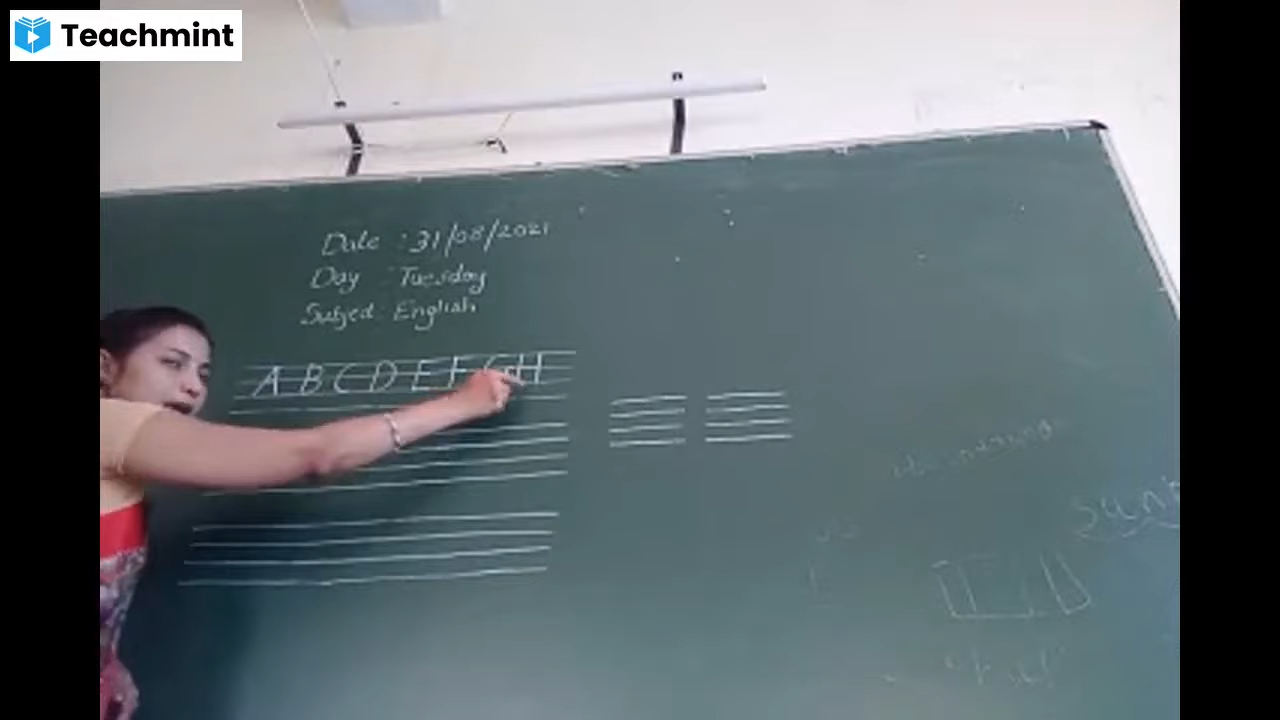 Teachmint
Date : 31/08/2021
Day : Tuesday
Subject : English
A B C D E F G H